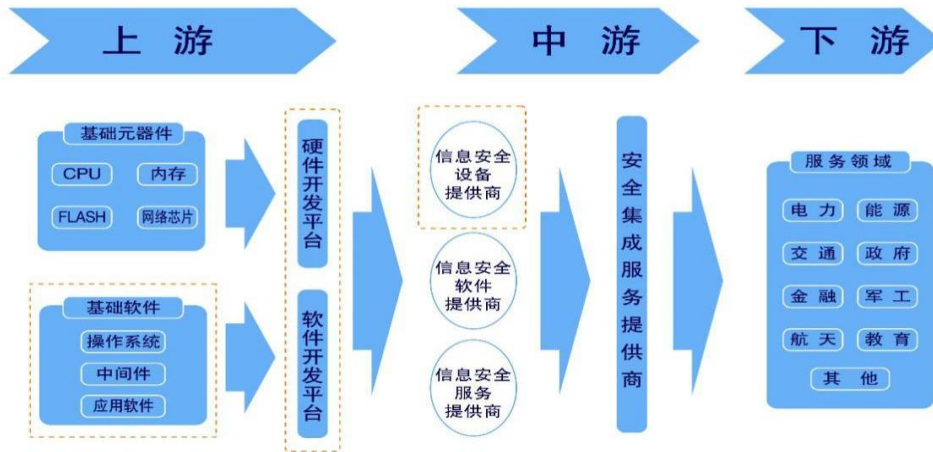 上 游
中 游
下 游
基础元器件
CPU
内存
FLASH
网络芯片
基础软件
操作系统
中间件
应用软件
硬件开发平台
软件开发平台
信息安全
设备
提供商
信息安全
软件
提供商
信息安全
服务
提供商
安全集成服务提供商
服务领域
电 力
能 源
交 通
政 府
金 融
军 工
航 天
教 育
其 他